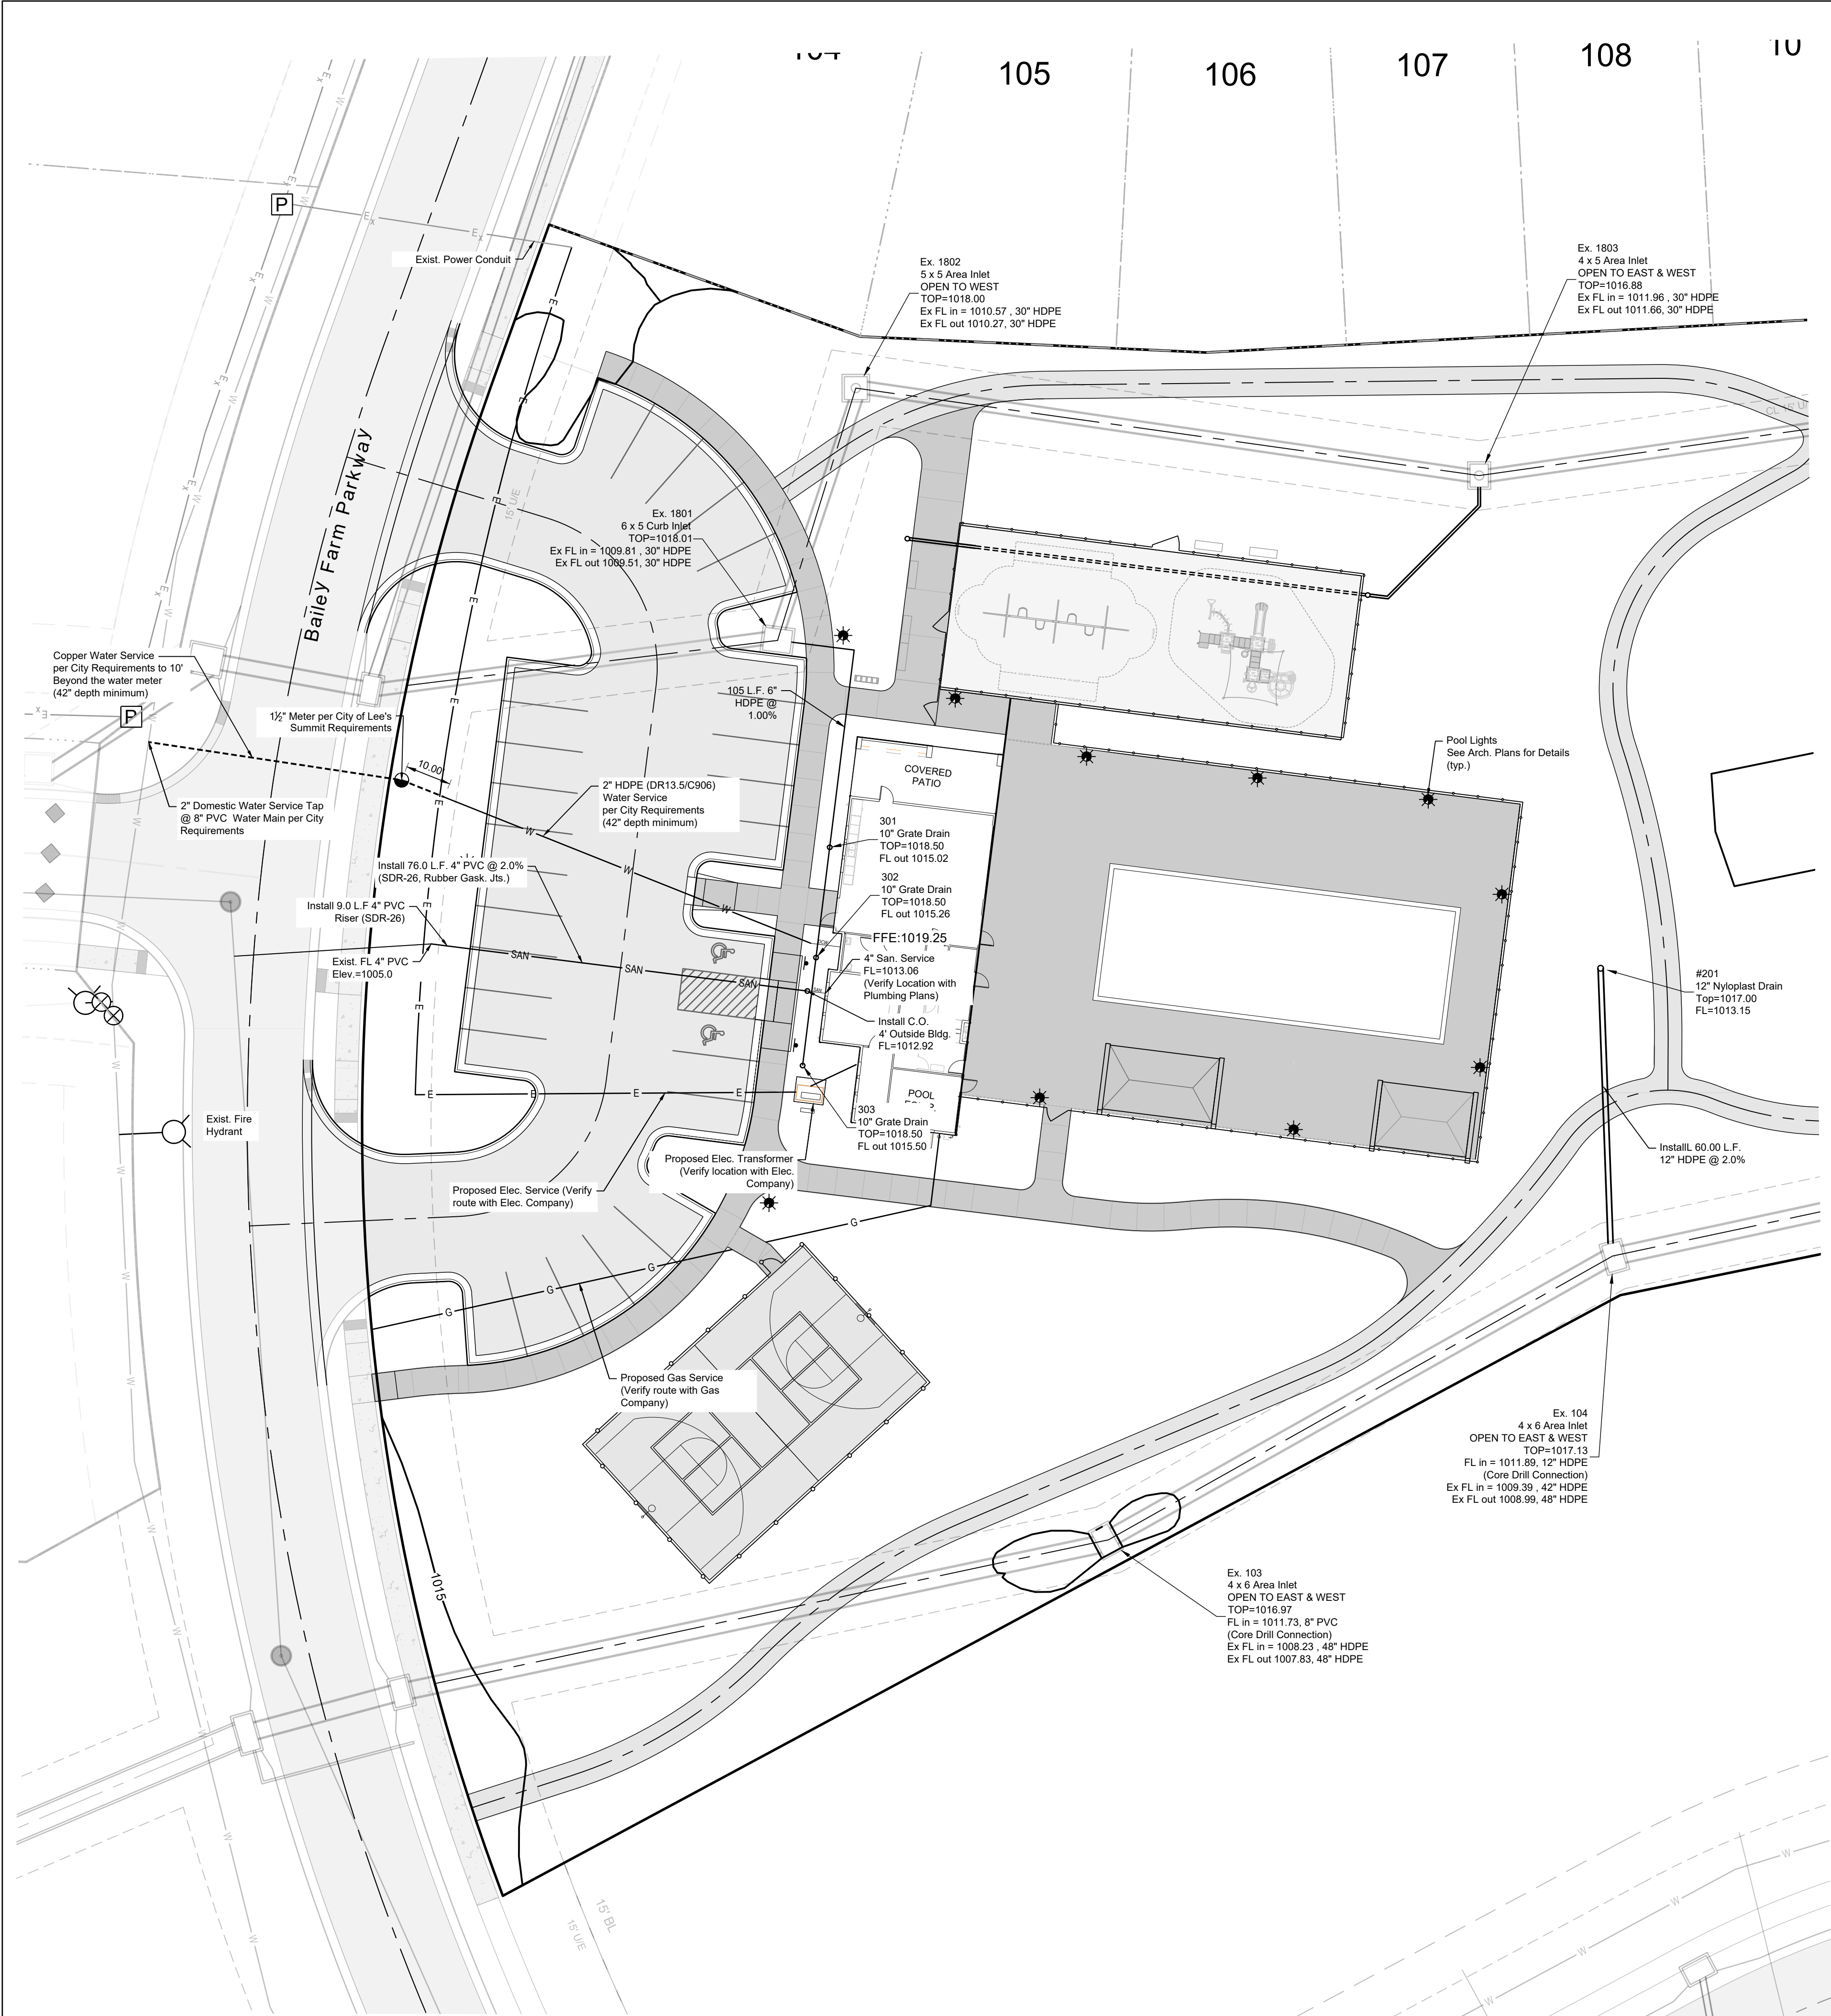 105
106
107
108
Exist. Power Conduit
P
Ex. 1802
5 x 5 Area Inlet
OPEN TO WEST
TOP=1018.00
Ex FL in = 1010.57 , 30" HDPE
Ex FL out 1010.27, 30" HDPE
Ex. 1803
4 x 5 Area Inlet
OPEN TO EAST & WEST
TOP=1016.88
Ex FL in = 1011.96 , 30" HDPE
Ex FL out 1011.66, 30" HDPE
Bailey Farm Parkway
15' U/E
Ex. 1801
6 x 5 Curb Inlet
TOP=1018.01
Ex FL in = 1009.81 , 30" HDPE
Ex FL out 1009.51, 30" HDPE
Copper Water Service
per City Requirements to 10'
Beyond the water meter
(42" depth minimum)
P
1½" Meter per City of Lee's
Summit Requirements
10.00
105 L.F. 6"
HDPE @
1.00%
COVERED
PATIO
Pool Lights
See Arch. Plans for Details
(typ.)
2" Domestic Water Service Tap
@ 8" PVC Water Main per City
Requirements
2" HDPE (DR13.5/C906)
Water Service
per City Requirements
(42" depth minimum)
301
10" Grate Drain
TOP=1018.50
FL out 1015.02
Install 76.0 L.F. 4" PVC @ 2.0%
(SDR-26, Rubber Gask. Jts.)
302
10" Grate Drain
TOP=1018.50
FL out 1015.26
Install 9.0 L.F 4" PVC
Riser (SDR-26)
FFE:1019.25
Exist. FL 4" PVC
Elev.=1005.0
SAN
SAN
SAN
4" San. Service
FL=1013.06
(Verify Location with
Plumbing Plans)
#201
12" Nyloplast Drain
Top=1017.00
FL=1013.15
Install C.O.
4' Outside Bldg.
FL=1012.92
POOL
303
10" Grate Drain
TOP=1018.50
FL out 1015.50
Exist. Fire
Hydrant
Proposed Elec. Transformer
(Verify location with Elec.
Company)
InstallL 60.00 L.F.
12" HDPE @ 2.0%
Proposed Elec. Service (Verify
route with Elec. Company)
E
E
E
E
G
G
G
G
Proposed Gas Service
(Verify route with Gas
Company)
Ex. 104
4 x 6 Area Inlet
OPEN TO EAST & WEST
TOP=1017.13
FL in = 1011.89, 12" HDPE
(Core Drill Connection)
Ex FL in = 1009.39 , 42" HDPE
Ex FL out 1008.99, 48" HDPE
1015
Ex. 103
4 x 6 Area Inlet
OPEN TO EAST & WEST
TOP=1016.97
FL in = 1011.73, 8" PVC
(Core Drill Connection)
Ex FL in = 1008.23 , 48" HDPE
Ex FL out 1007.83, 48" HDPE
15' BL
15' U/E